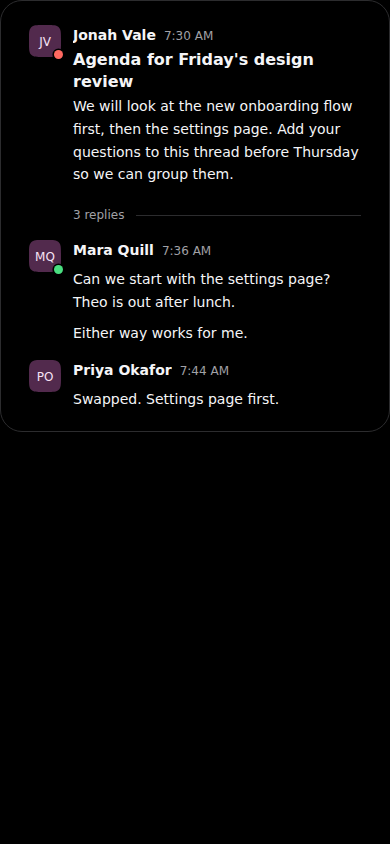 JV
Jonah Vale 7:30 AM
Agenda for Friday's design
review
We will look at the new onboarding flow
first, then the settings page. Add your
questions to this thread before Thursday
so we can group them.
3 replies
MQ
Mara Quill 7:36 AM
Can we start with the settings page?
Theo is out after lunch.
Either way works for me.
PO
Priya Okafor 7:44 AM
Swapped. Settings page first.